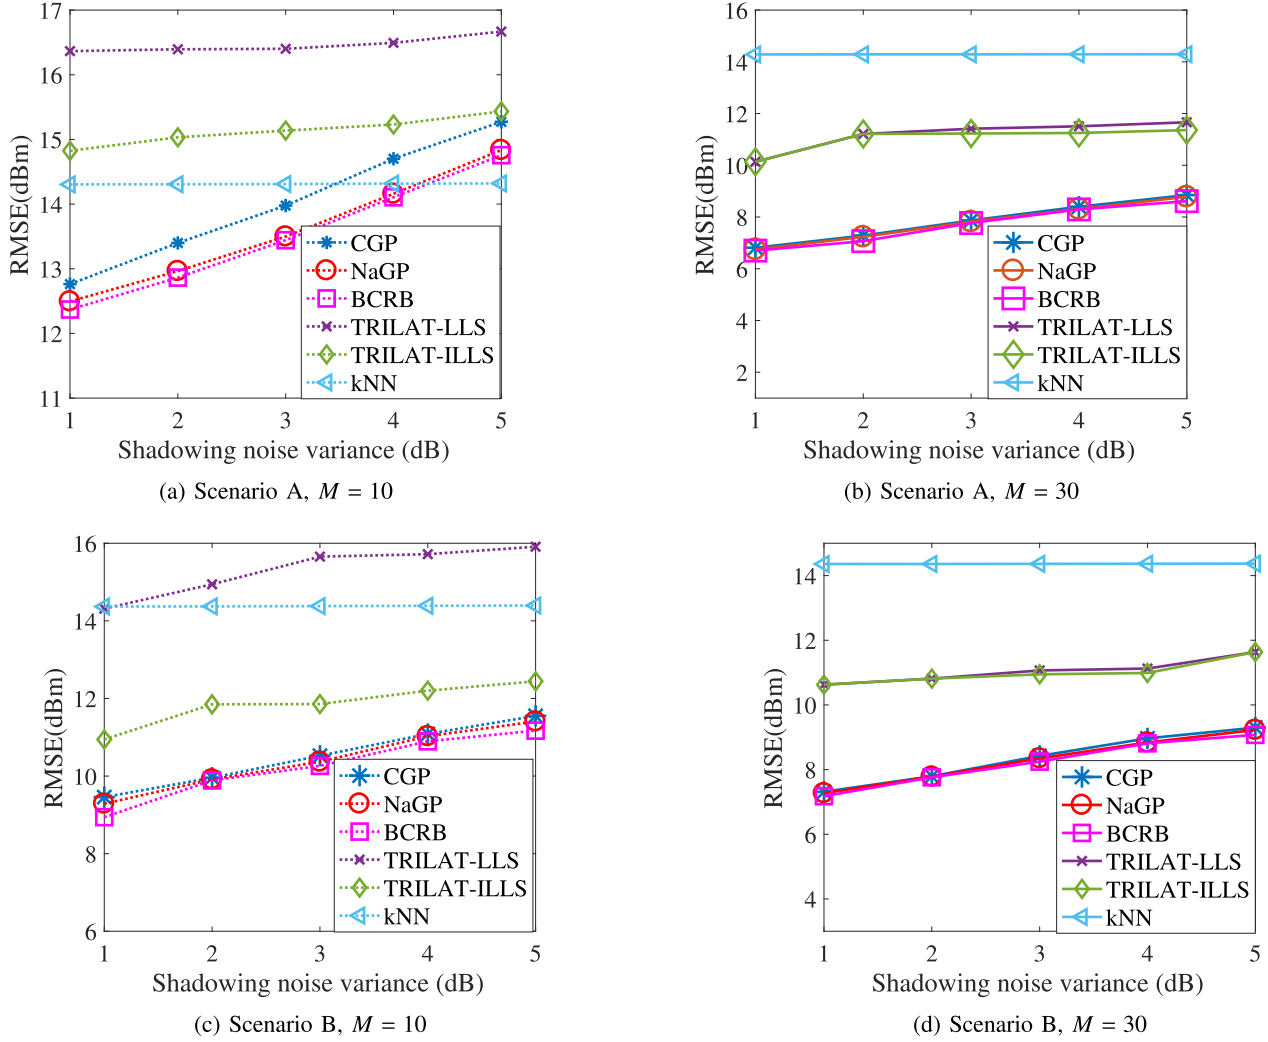 17
16
15
14
13
12
11
RMSE(dBm)
CGP
NaGP
BCRB
TRILAT-LLS
TRILAT-ILLS
kNN
1 2 3 4 5
Shadowing noise variance (dB)
(a) Scenario A, M = 10
16
14
12
10
8
6
4
2
RMSE(dBm)
CGP
NaGP
BCRB
TRILAT-LLS
TRILAT-ILLS
kNN
1 2 3 4 5
Shadowing noise variance (dB)
(b) Scenario A, M = 30
16
14
12
10
8
6
RMSE(dBm)
CGP
NaGP
BCRB
TRILAT-LLS
TRILAT-ILLS
kNN
1 2 3 4 5
Shadowing noise variance (dB)
(c) Scenario B, M = 10
14
12
10
8
6
4
RMSE(dBm)
CGP
NaGP
BCRB
TRILAT-LLS
TRILAT-ILLS
kNN
1 2 3 4 5
Shadowing noise variance (dB)
(d) Scenario B, M = 30